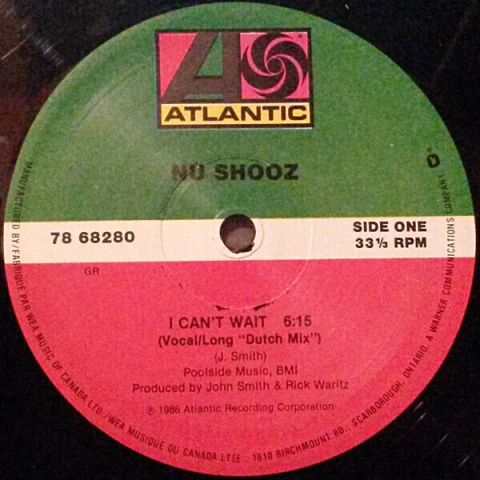 ATLANTIC
NU SHOOZ
78 68280
SIDE ONE
33⅓ RPM
GR
I CAN'T WAIT 6:15
(Vocal/Long "Dutch Mix")
(J. Smith)
Poolside Music, BMI
Produced by John Smith & Rick Waritz
℗ 1986 Atlantic Recording Corporation
MANUFACTURED BY/FABRIQUÉ PAR WEA MUSIC OF CANADA LTD./WEA MUSIQUE DU CANADA LTÉE., 1810 BIRCHMOUNT RD., SCARBOROUGH, ONTARIO, A WARNER COMMUNICATIONS COMPANY